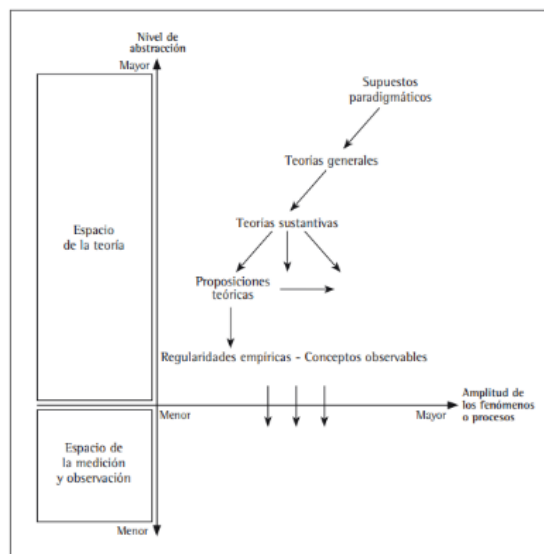 Nivel de
abstracción
Mayor
Supuestos
paradigmáticos
Teorías generales
Espacio
de la teoría
Teorías sustantivas
Proposiciones
teóricas
Regularidades empíricas - Conceptos observables
Menor
Mayor
Amplitud de
los fenómenos
o procesos
Espacio de
la medición
y observación
Menor